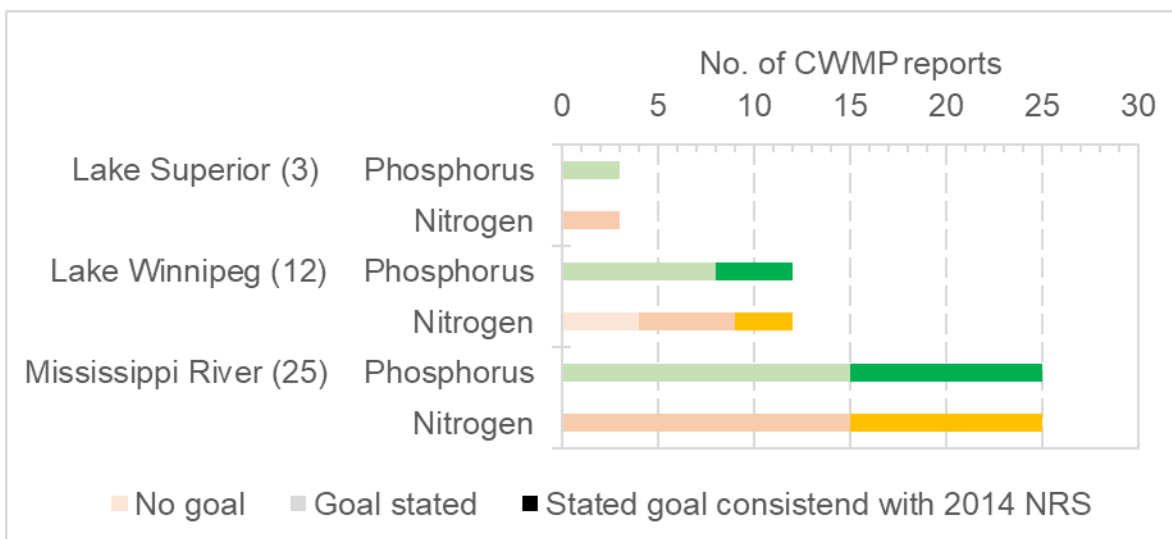 No. of CWMP reports
0 5 10 15 20 25 30
Lake Superior (3) Phosphorus
Nitrogen
Lake Winnipeg (12) Phosphorus
Nitrogen
Mississippi River (25) Phosphorus
Nitrogen
No goal Goal stated Stated goal consistend with 2014 NRS